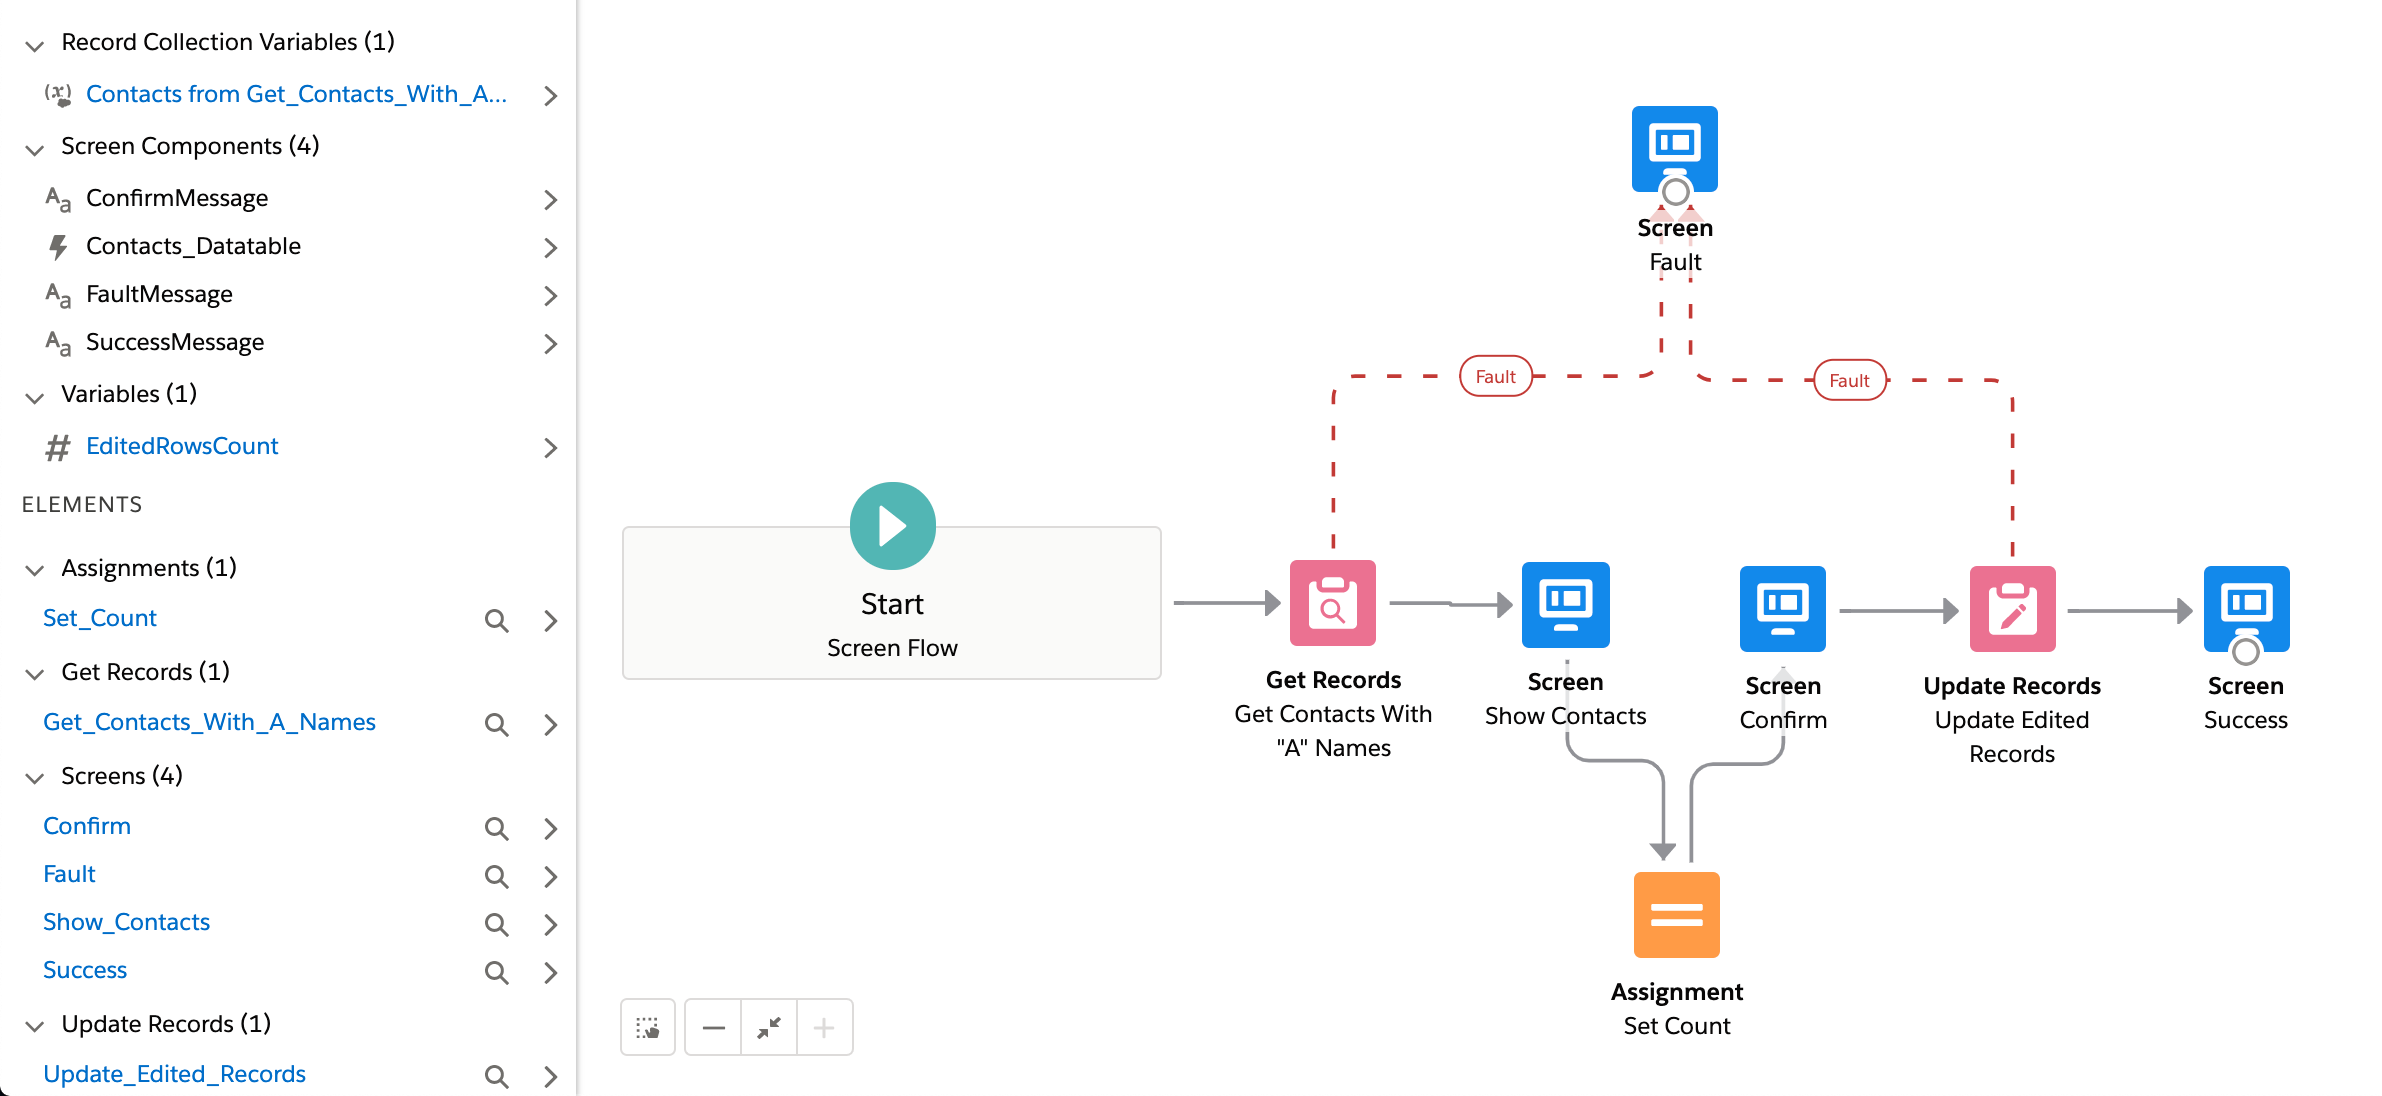 Record Collection Variables (1)
Contacts from Get_Contacts_With_A...
Screen Components (4)
ConfirmMessage
Contacts_Datatable
FaultMessage
SuccessMessage
Variables (1)
EditedRowsCount
ELEMENTS
Assignments (1)
Set_Count
Get Records (1)
Get_Contacts_With_A_Names
Screens (4)
Confirm
Fault
Show_Contacts
Success
Update Records (1)
Update_Edited_Records
Screen
Fault
Fault
Fault
Start
Screen Flow
Get Records
Get Contacts With
"A" Names
Screen
Show Contacts
Screen
Confirm
Update Records
Update Edited
Records
Screen
Success
Assignment
Set Count